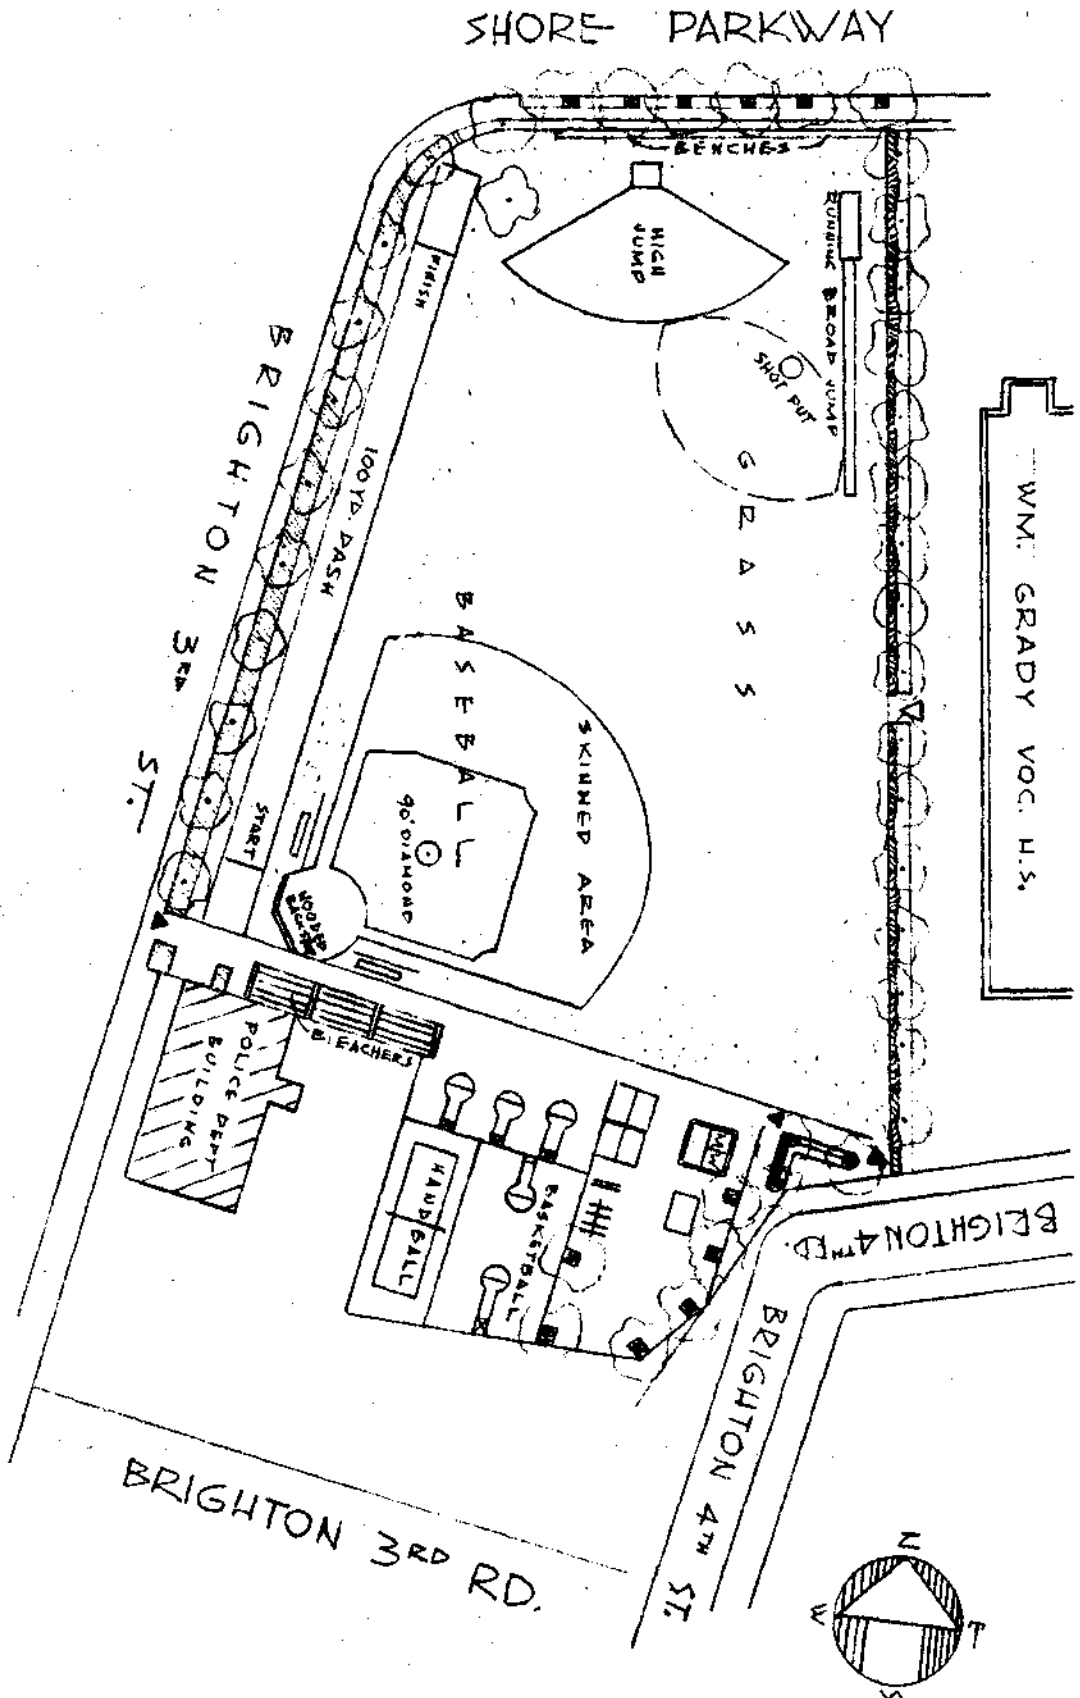 SHORE PARKWAY
BENCHES
HIGH
JUMP
RUNNING BROAD JUMP
SHOT PUT
FINISH
BRIGHTON 3RD ST.
100 YD. DASH
GRASS
BASEBALL
WM. GRADY VOC. H.S.
SKINNED AREA
90' DIAMOND
START
WOODED
BLEACHERS
POLICE DEPT
BUILDING
HANDBALL
BASKETBALL
M/W
BRIGHTON 4TH RD.
BRIGHTON 4TH ST.
BRIGHTON 3RD RD.
N
W
S